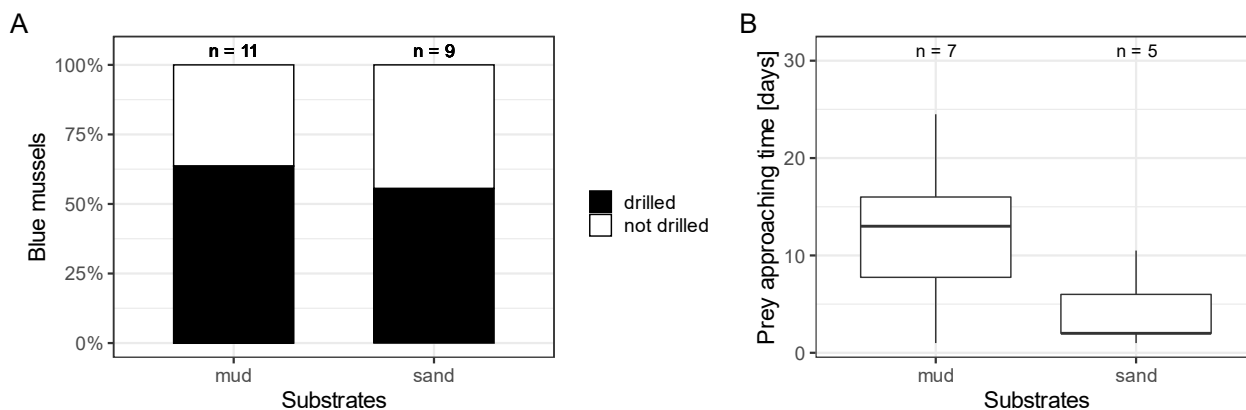 A
n = 11
n = 9
100%
75%
50%
25%
0%
Blue mussels
mud
sand
Substrates
drilled
not drilled
B
n = 7
n = 5
30
20
10
0
Prey approaching time [days]
mud
sand
Substrates